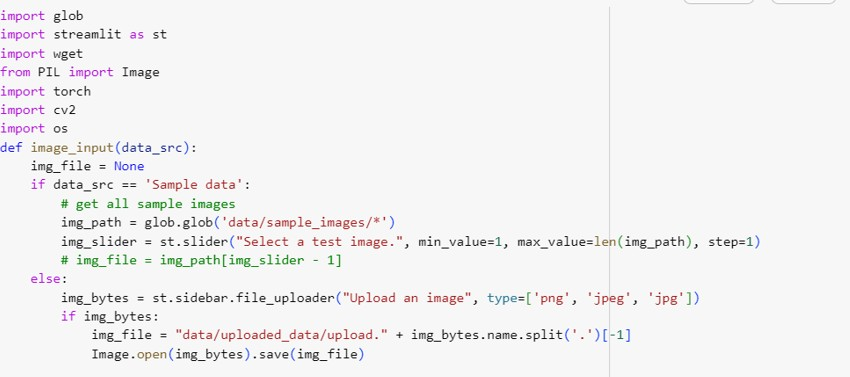 import glob
import streamlit as st
import wget
from PIL import Image
import torch
import cv2
import os
def image_input(data_src):
    img_file = None
    if data_src == 'Sample data':
        # get all sample images
        img_path = glob.glob('data/sample_images/*')
        img_slider = st.slider("Select a test image.", min_value=1, max_value=len(img_path), step=1)
        # img_file = img_path[img_slider - 1]
    else:
        img_bytes = st.sidebar.file_uploader("Upload an image", type=['png', 'jpeg', 'jpg'])
        if img_bytes:
            img_file = "data/uploaded_data/upload." + img_bytes.name.split('.')[-1]
            Image.open(img_bytes).save(img_file)